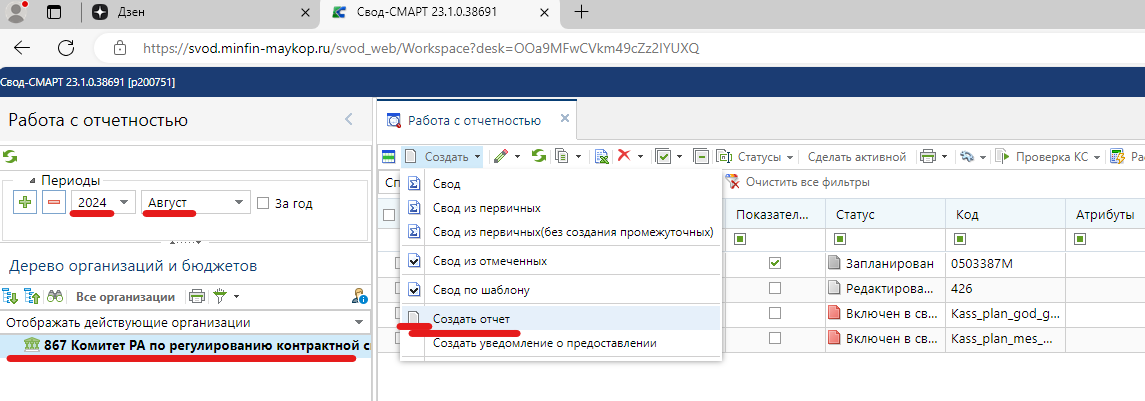 Дзен
Свод-СМАРТ 23.1.0.38691
https://svod.minfin-maykop.ru/svod_web/Workspace?desk=OOa9MFwCVkm49cZz2IYUXQ
Свод-СМАРТ 23.1.0.38691 [p200751]
Работа с отчетностью
Периоды
2024
Август
За год
Дерево организаций и бюджетов
Все организации
Отображать действующие организации
867 Комитет РА по регулированию контрактной с
Работа с отчетностью
Создать
Статусы
Сделать активной
Проверка КС
Рас
Сп
Очистить все фильтры
Свод
Свод из первичных
Свод из первичных(без создания промежуточных)
Свод из отмеченных
Свод по шаблону
Создать отчет
Создать уведомление о предоставлении
Показател...
Статус
Код
Атрибуты
Запланирован
0503387M
Редактирова...
426
Включен в св...
Kass_plan_god_g...
Включен в св...
Kass_plan_mes_...